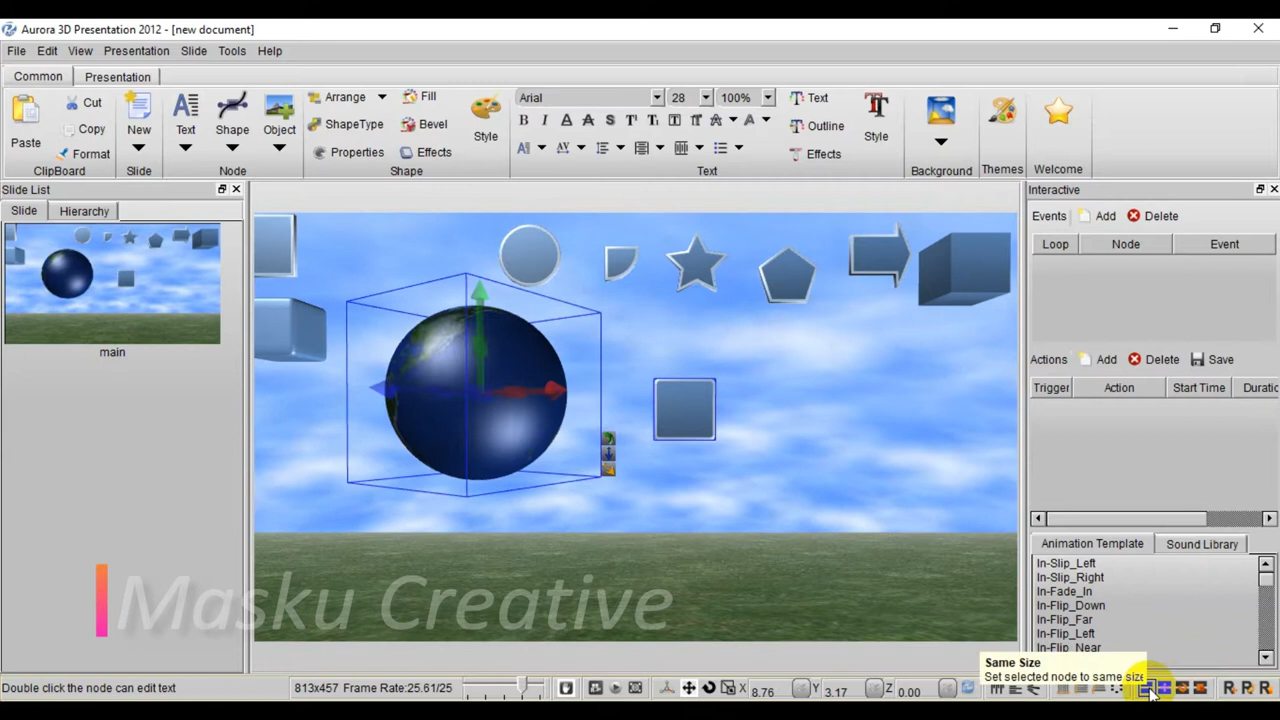 Aurora 3D Presentation 2012 - [new document]
File Edit View Presentation Slide Tools Help
Common Presentation
Paste Cut Copy Format ClipBoard
New Slide
Text Shape Object Node
Arrange ShapeType Properties Fill Bevel Effects Style Shape
Arial 28 100% Text Outline Effects Style Text
Background Themes Welcome
Slide List
Slide Hierarchy
main
Interactive
Events Add Delete
Loop Node Event
Actions Add Delete Save
Trigger Action Start Time Duratio
Animation Template Sound Library
In-Slip_Left
In-Slip_Right
In-Fade_In
In-Flip_Down
In-Flip_Far
In-Flip_Left
In-Flip_Near
Masku Creative
Same Size
Set selected node to same size
Double click the node can edit text 813x457 Frame Rate:25.01/25 X 8.76 Y 3.17 Z 0.00